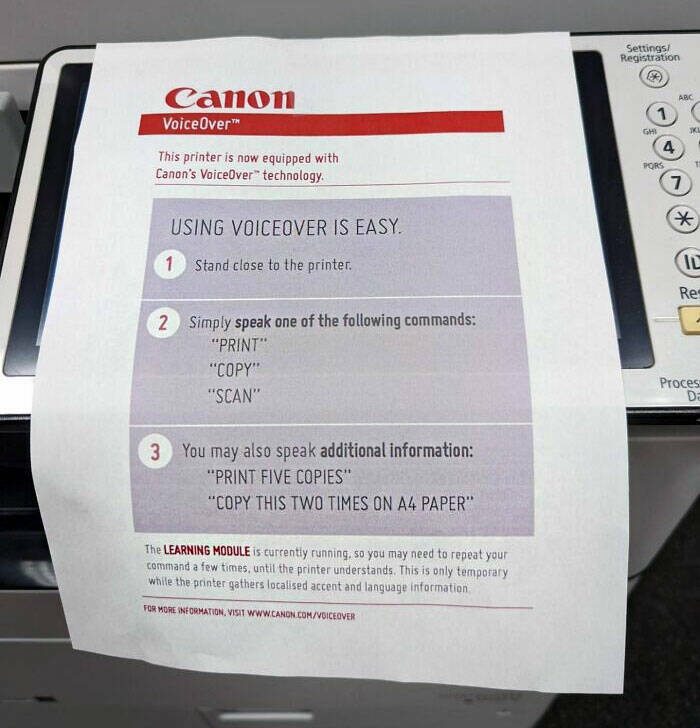 Canon
VoiceOver™
This printer is now equipped with
Canon's VoiceOver™ technology.
USING VOICEOVER IS EASY.
1 Stand close to the printer.
2 Simply speak one of the following commands:
"PRINT"
"COPY"
"SCAN"
3 You may also speak additional information:
"PRINT FIVE COPIES"
"COPY THIS TWO TIMES ON A4 PAPER"
The LEARNING MODULE is currently running, so you may need to repeat your
command a few times, until the printer understands. This is only temporary
while the printer gathers localised accent and language information.
FOR MORE INFORMATION, VISIT WWW.CANON.COM/VOICEOVER
Settings/
Registration
ABC
1
GHI
JKL
4
PQRS
7
*
ID